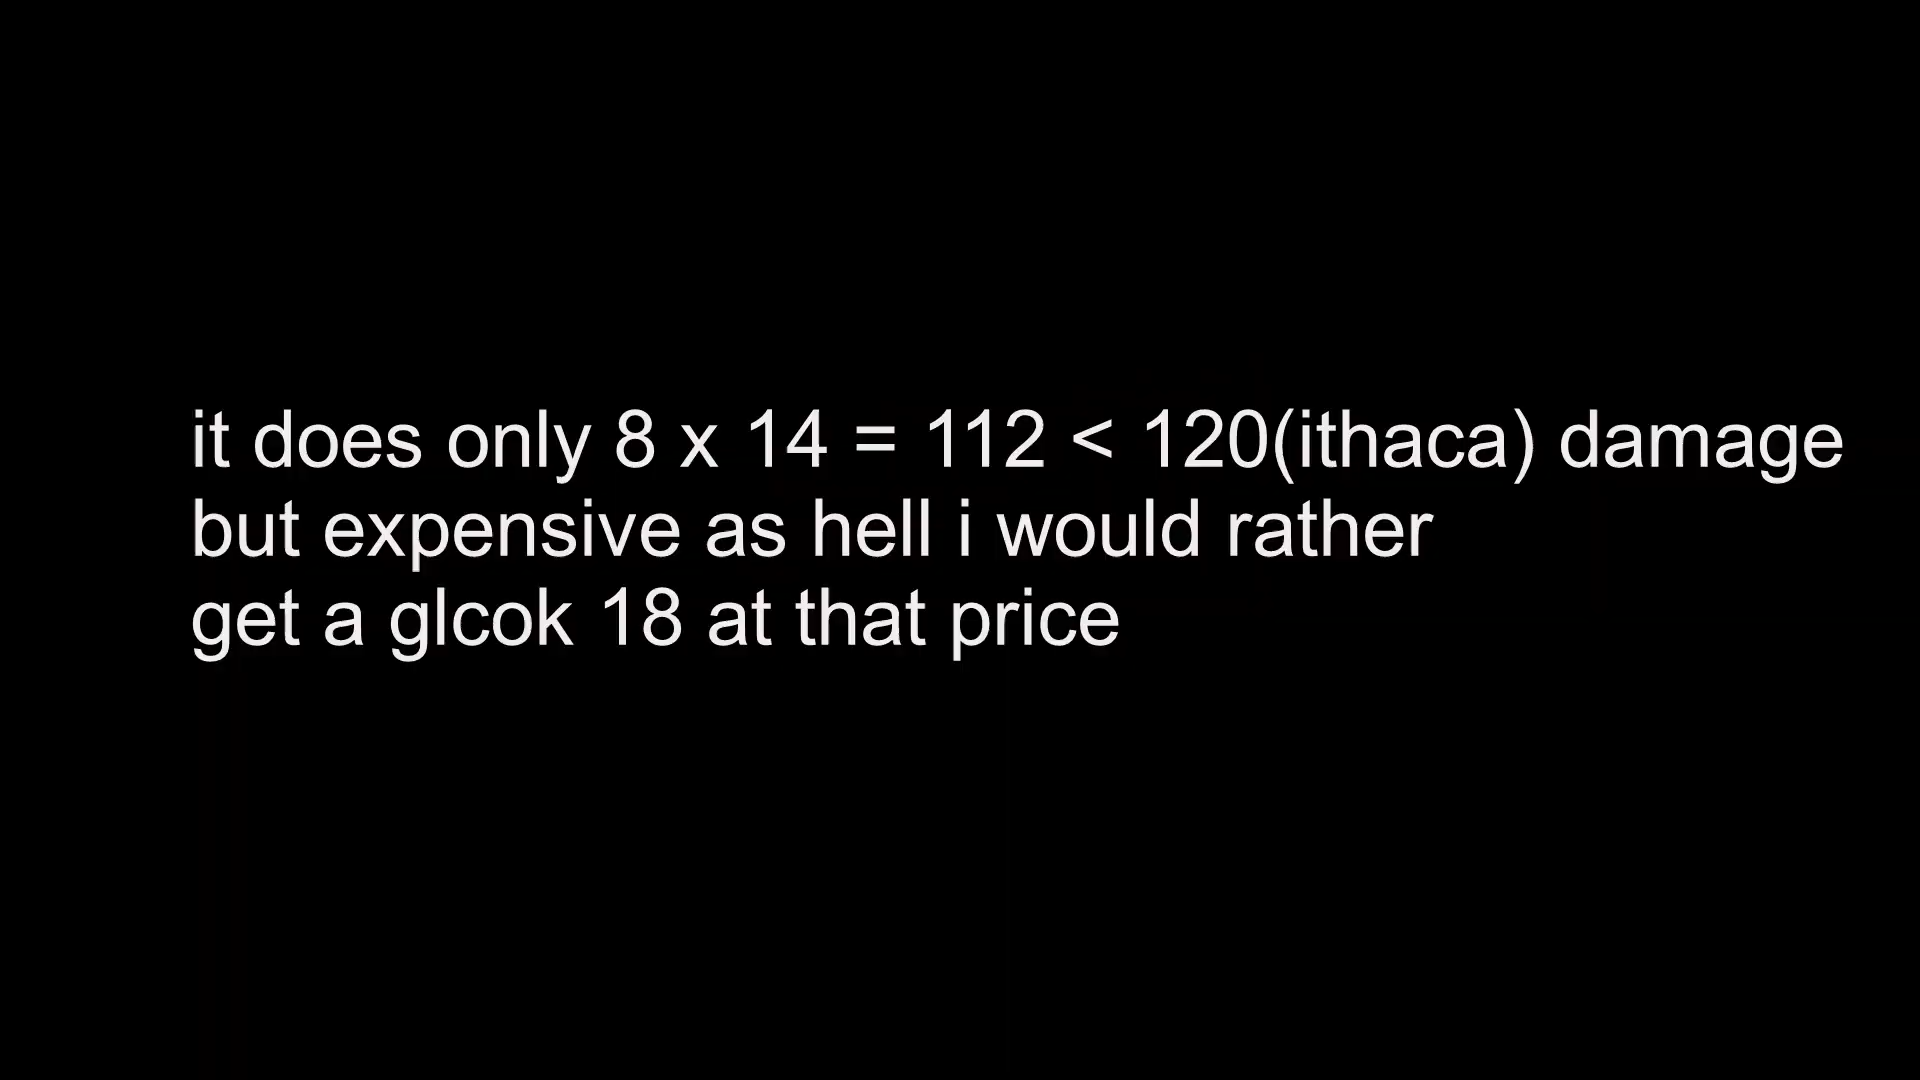 it does only 8 x 14 = 112 < 120(ithaca) damage
but expensive as hell i would rather
get a glcok 18 at that price